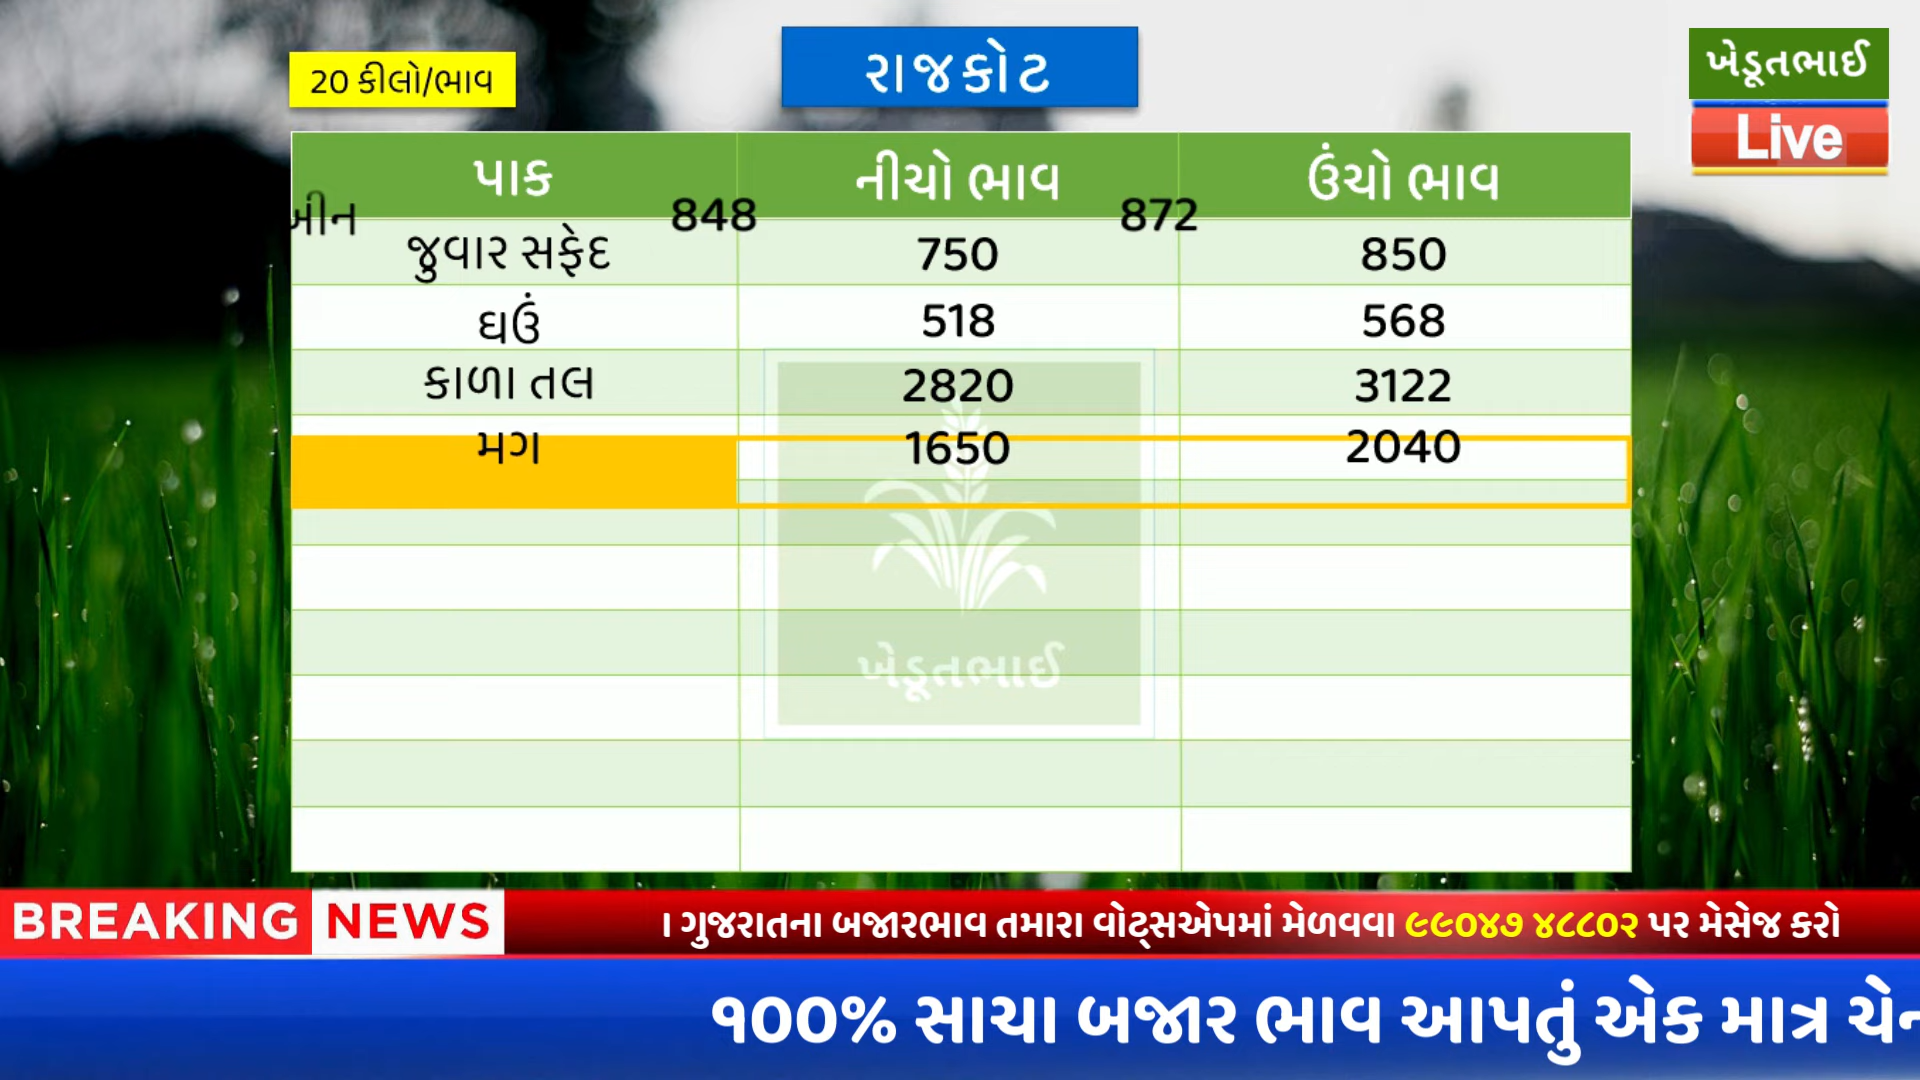 20 કીલો/ભાવ
રાજકોટ
ખેડૂતભાઈ
Live
પાક નીચો ભાવ ઉંચો ભાવ
848 872
જુવાર સફેદ 750 850
ઘઉં 518 568
કાળા તલ 2820 3122
મગ 1650 2040
ખેડૂતભાઈ
BREAKING NEWS
। ગુજરાતના બજારભાવ તમારા વોટ્સએપમાં મેળવવા ૯૯૦૪૭ ૪૮૮૦૨ પર મેસેજ કરો
૧૦૦% સાચા બજાર ભાવ આપતું એક માત્ર